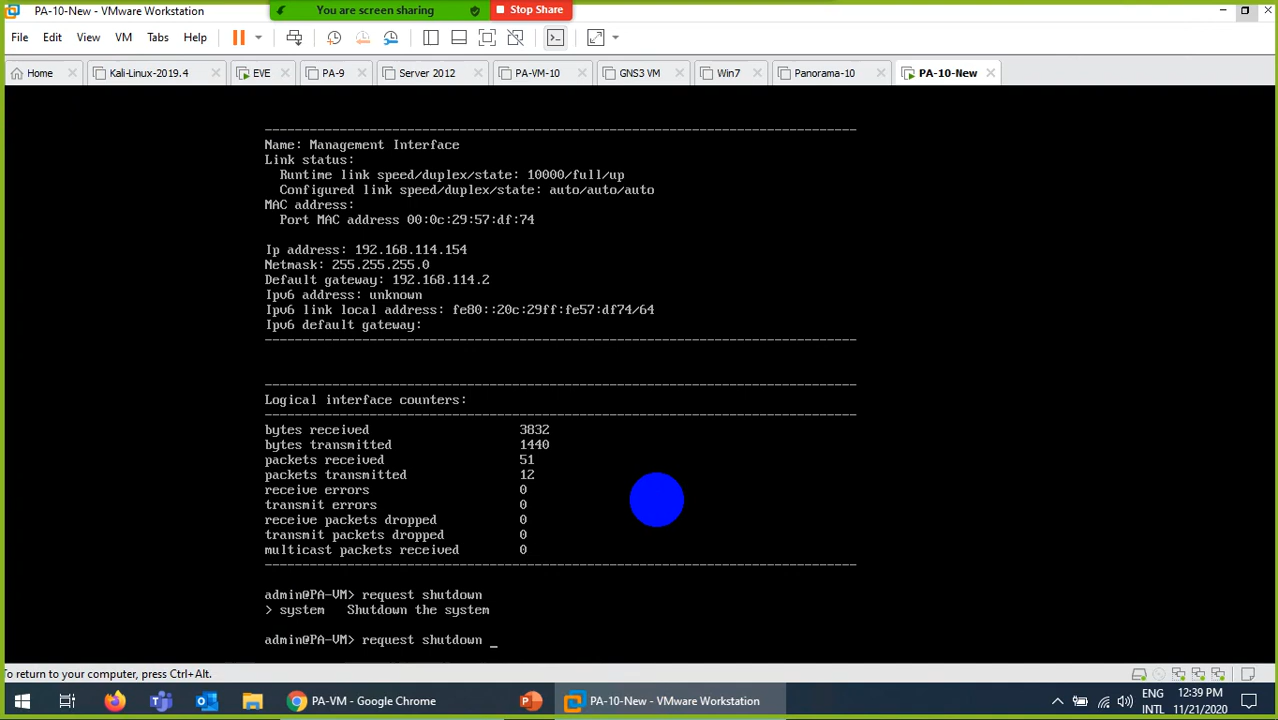 You are screen sharing
Stop Share
PA-10-New - VMware Workstation
File Edit View VM Tabs Help
Home Kali-Linux-2019.4 EVE PA-9 Server 2012 PA-VM-10 GNS3 VM Win7 Panorama-10 PA-10-New
--------------------------------------------------------------------------------
Name: Management Interface
Link status:
Runtime link speed/duplex/state: 10000/full/up
Configured link speed/duplex/state: auto/auto/auto
MAC address:
Port MAC address 00:0c:29:57:df:74
Ip address: 192.168.114.154
Netmask: 255.255.255.0
Default gateway: 192.168.114.2
Ipv6 address: unknown
Ipv6 link local address: fe80::20c:29ff:fe57:df74/64
Ipv6 default gateway:
--------------------------------------------------------------------------------
--------------------------------------------------------------------------------
Logical interface counters:
--------------------------------------------------------------------------------
bytes received 3832
bytes transmitted 1440
packets received 51
packets transmitted 12
receive errors 0
transmit errors 0
receive packets dropped 0
transmit packets dropped 0
multicast packets received 0
--------------------------------------------------------------------------------
admin@PA-VM> request shutdown
> system Shutdown the system
admin@PA-VM> request shutdown _
To return to your computer, press Ctrl+Alt.
PA-VM - Google Chrome
PA-10-New - VMware Workstation
ENG
INTL
12:39 PM
11/21/2020